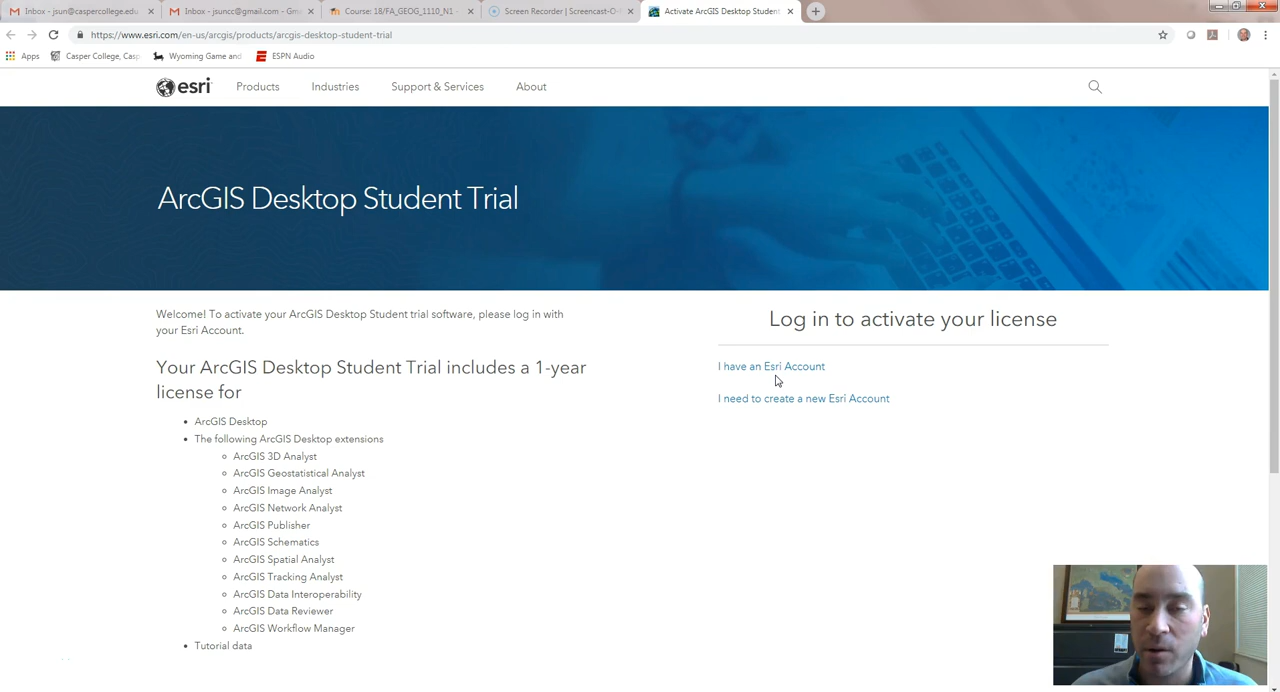 Inbox - jsun@caspercollege.edu
Inbox - jsuncc@gmail.com - Gm
Course: 18/FA_GEOG_1110_N1 -
Screen Recorder | Screencast-O-
Activate ArcGIS Desktop Student
https://www.esri.com/en-us/arcgis/products/arcgis-desktop-student-trial
Apps
Casper College, Casp
Wyoming Game and
ESPN Audio
esri
Products
Industries
Support & Services
About
ArcGIS Desktop Student Trial
Welcome! To activate your ArcGIS Desktop Student trial software, please log in with
your Esri Account.
Your ArcGIS Desktop Student Trial includes a 1-year
license for
ArcGIS Desktop
The following ArcGIS Desktop extensions
ArcGIS 3D Analyst
ArcGIS Geostatistical Analyst
ArcGIS Image Analyst
ArcGIS Network Analyst
ArcGIS Publisher
ArcGIS Schematics
ArcGIS Spatial Analyst
ArcGIS Tracking Analyst
ArcGIS Data Interoperability
ArcGIS Data Reviewer
ArcGIS Workflow Manager
Tutorial data
Log in to activate your license
I have an Esri Account
I need to create a new Esri Account